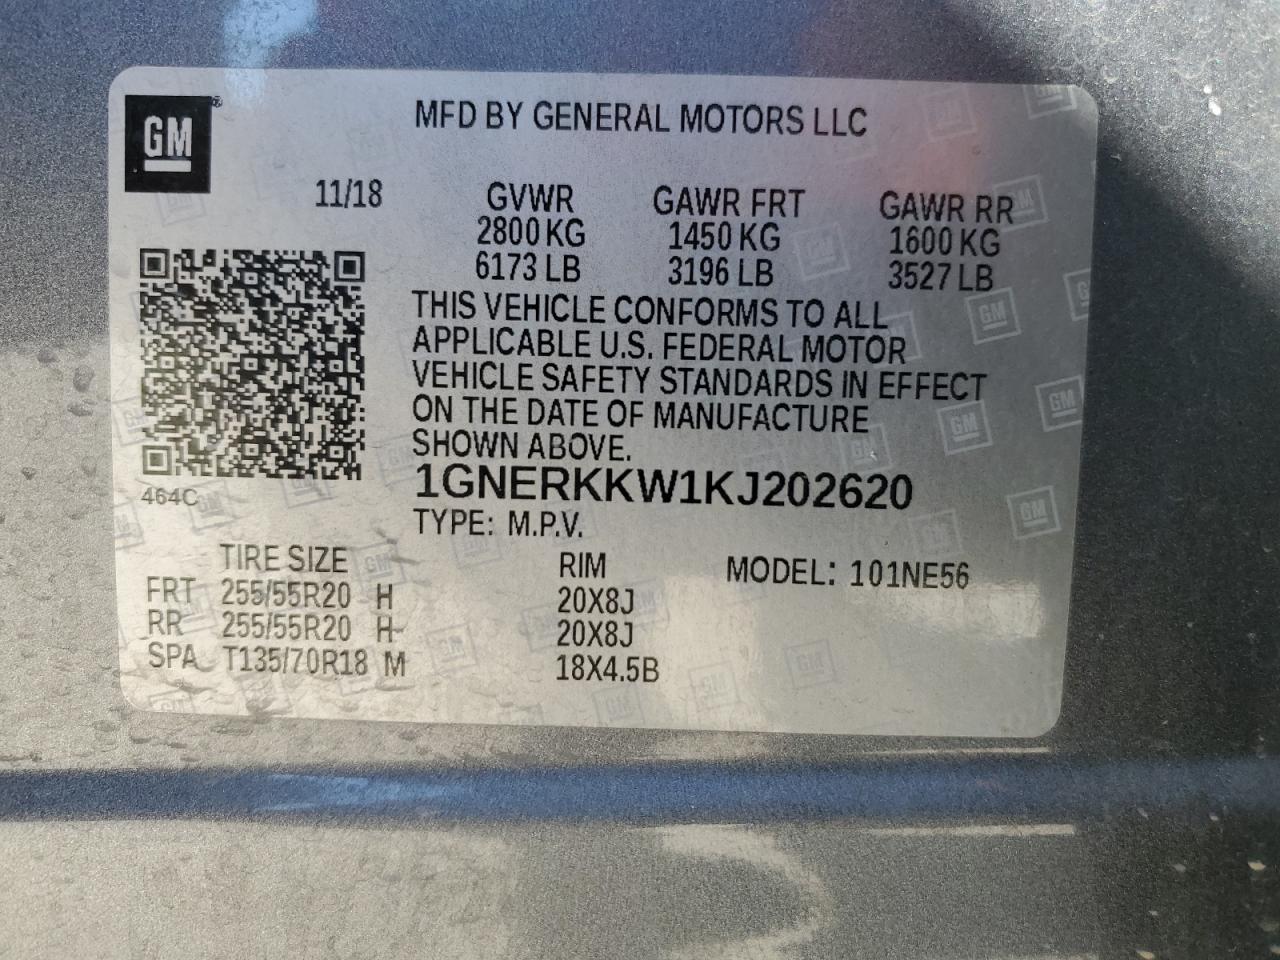 GM®
MFD BY GENERAL MOTORS LLC
11/18
GVWR GAWR FRT GAWR RR
2800 KG 1450 KG 1600 KG
6173 LB 3196 LB 3527 LB
THIS VEHICLE CONFORMS TO ALL
APPLICABLE U.S. FEDERAL MOTOR
VEHICLE SAFETY STANDARDS IN EFFECT
ON THE DATE OF MANUFACTURE
SHOWN ABOVE.
464C
1GNERKKW1KJ202620
TYPE: M.P.V.
TIRE SIZE RIM MODEL: 101NE56
FRT 255/55R20 H 20X8J
RR 255/55R20 H 20X8J
SPA T135/70R18 M 18X4.5B